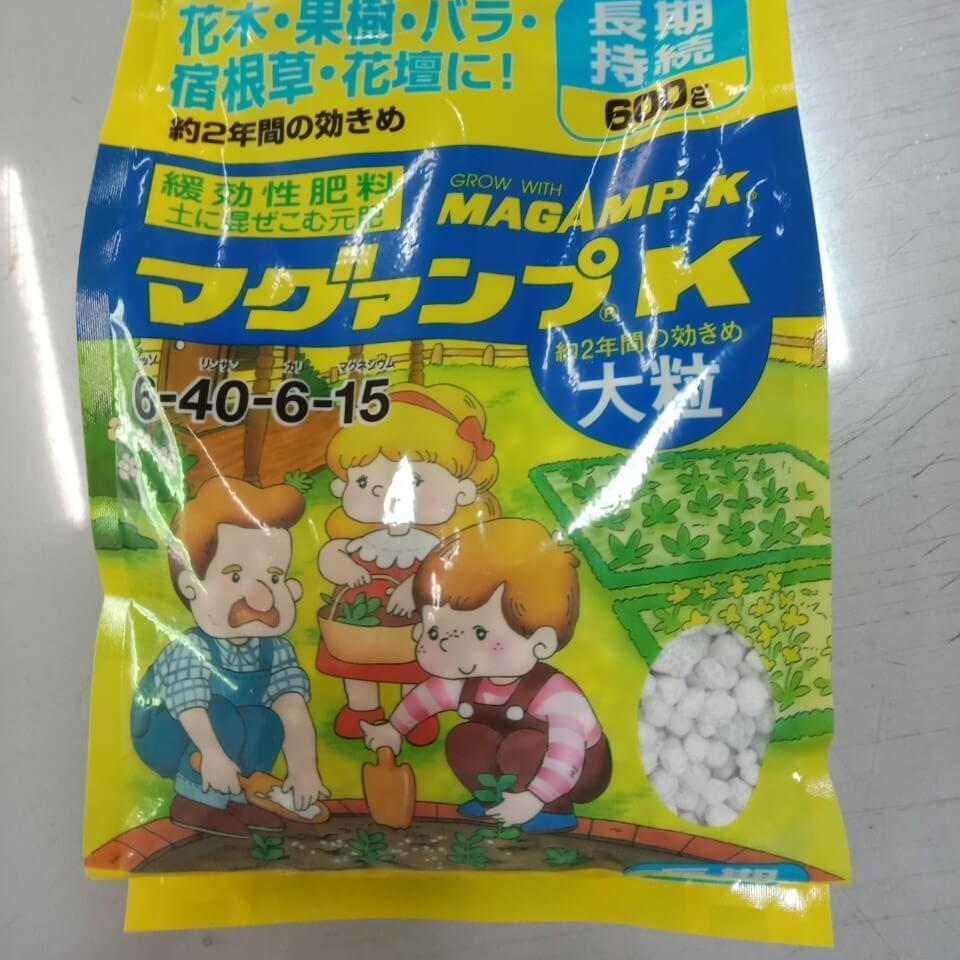 花木・果樹・バラ・
宿根草・花壇に!
約2年間の効きめ
長期
持続
600g
緩効性肥料
土に混ぜこむ元肥
GROW WITH
MAGAMP K®
マグァンプ®K
約2年間の効きめ
大粒
リンサン カリ マグネシウム
6-40-6-15